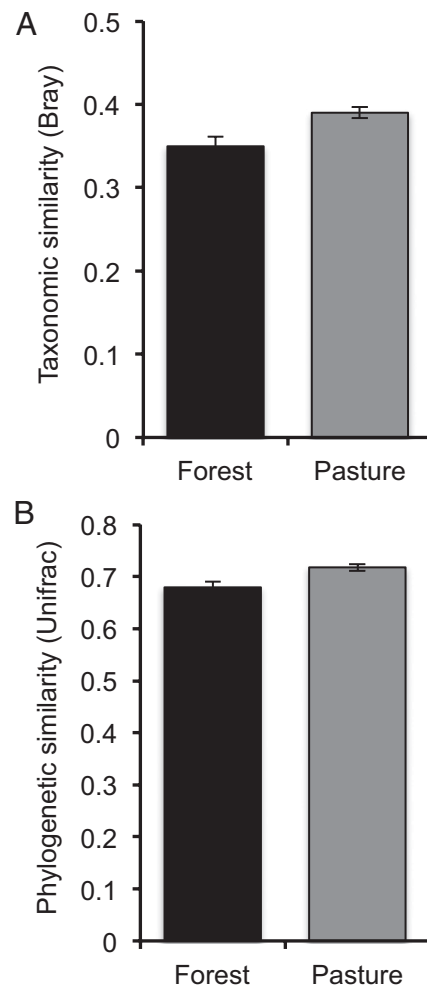 A
Taxonomic similarity (Bray)
0.5
0.4
0.3
0.2
0.1
0
Forest
Pasture
B
Phylogenetic similarity (Unifrac)
0.8
0.7
0.6
0.5
0.4
0.3
0.2
0.1
0
Forest
Pasture